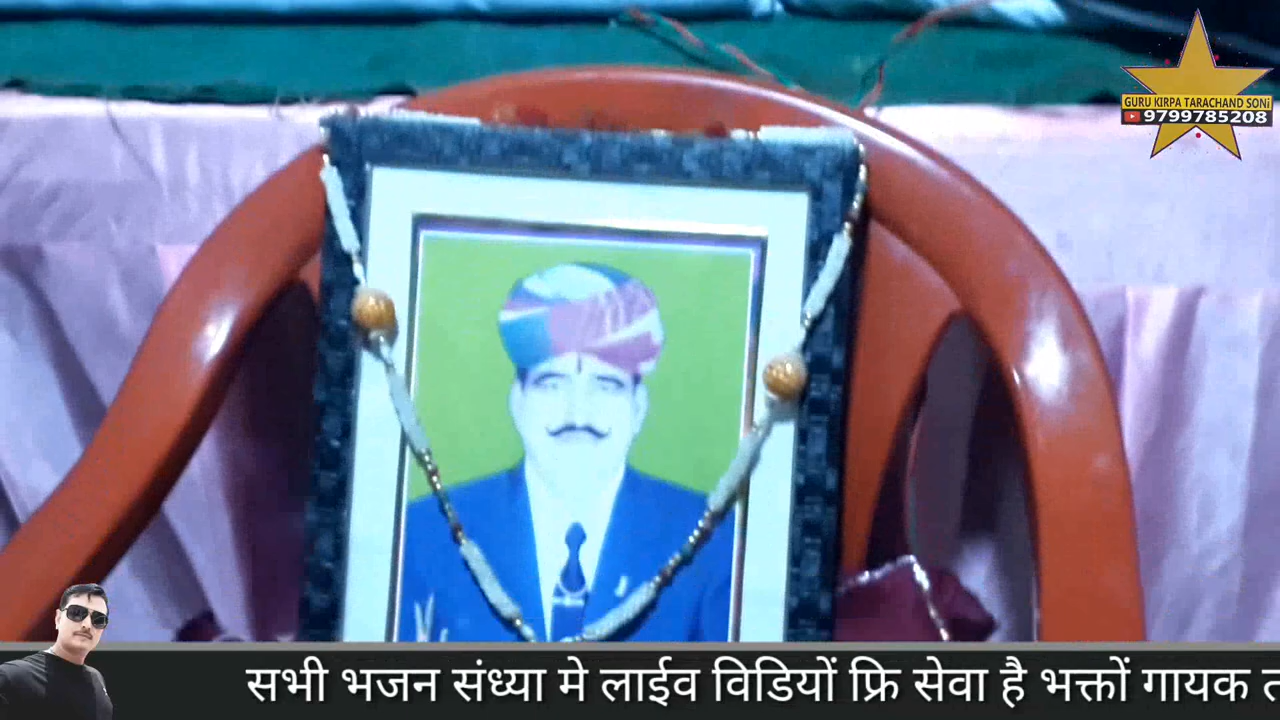 GURU KIRPA TARACHAND SONi
9799785208
सभी भजन संध्या मे लाईव विडियों फ्रि सेवा है भक्तों गायक